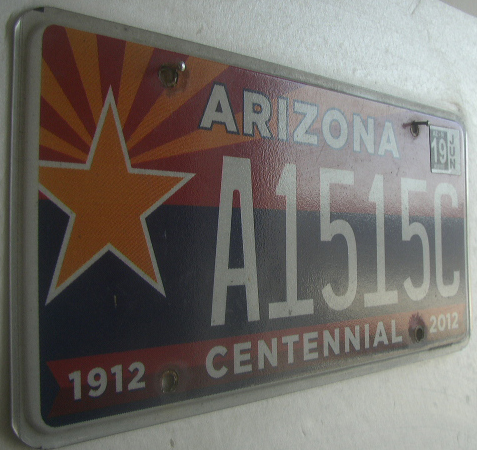 ARIZONA
19 JUN
A1515C
1912 CENTENNIAL 2012